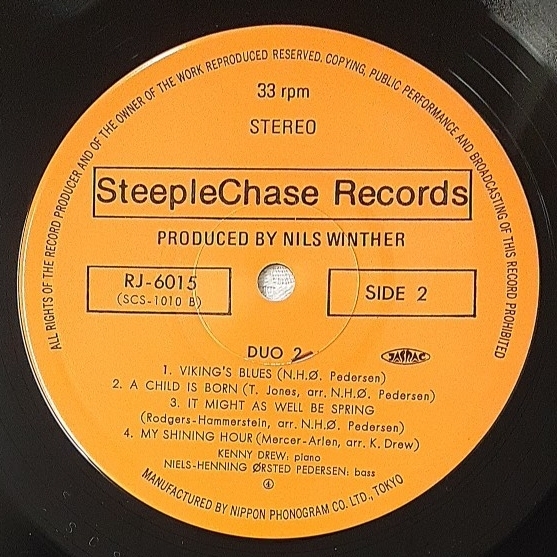 ALL RIGHTS OF THE RECORD PRODUCER AND OF THE OWNER OF THE WORK REPRODUCED RESERVED. COPYING, PUBLIC PERFORMANCE AND BROADCASTING OF THIS RECORD PROHIBITED
33 rpm
STEREO
SteepleChase Records
PRODUCED BY NILS WINTHER
RJ-6015
(SCS-1010 B)
SIDE 2
DUO 2
JASRAC
1. VIKING'S BLUES (N.H.Ø. Pedersen)
2. A CHILD IS BORN (T. Jones, arr. N.H.Ø. Pedersen)
3. IT MIGHT AS WELL BE SPRING
(Rodgers-Hammerstein, arr. N.H.Ø. Pedersen)
4. MY SHINING HOUR (Mercer-Arlen, arr. K. Drew)
KENNY DREW: piano
NIELS-HENNING ØRSTED PEDERSEN: bass
MANUFACTURED BY NIPPON PHONOGRAM CO. LTD., TOKYO